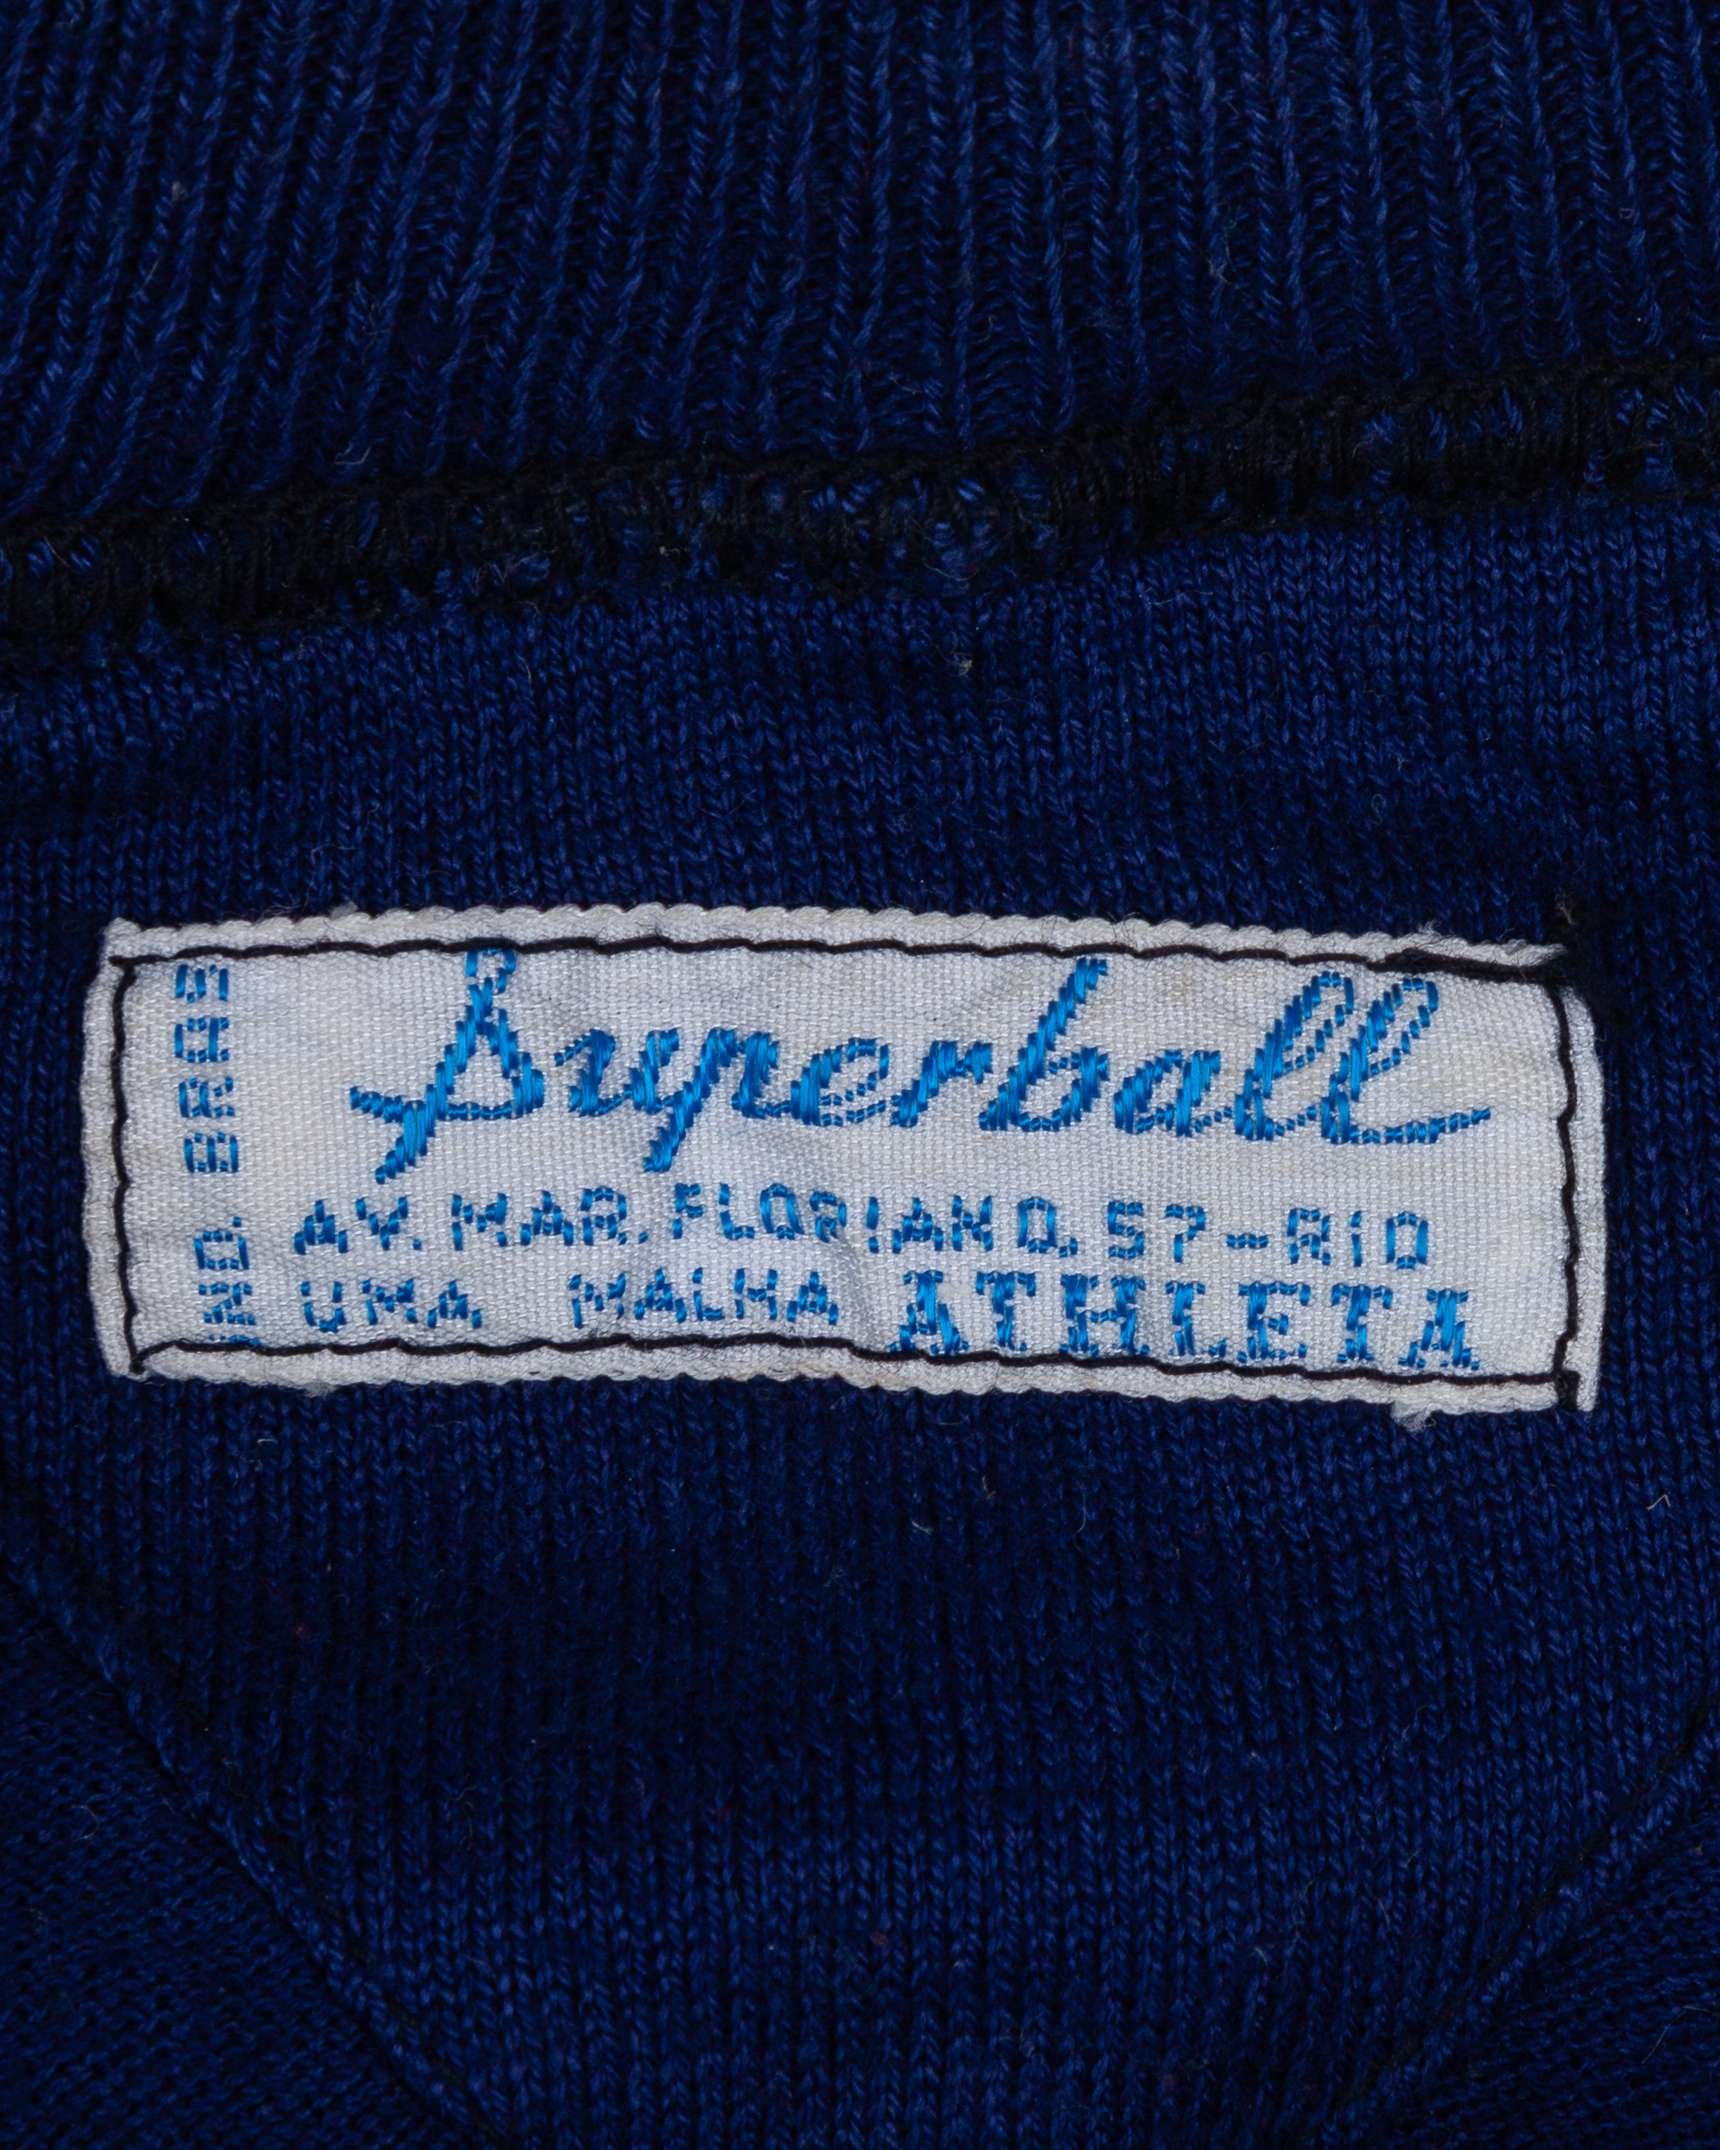 IND. BRAS
Superball
AV. MAR. FLORIANO. 57-RIO
UMA MALHA ATHLETA